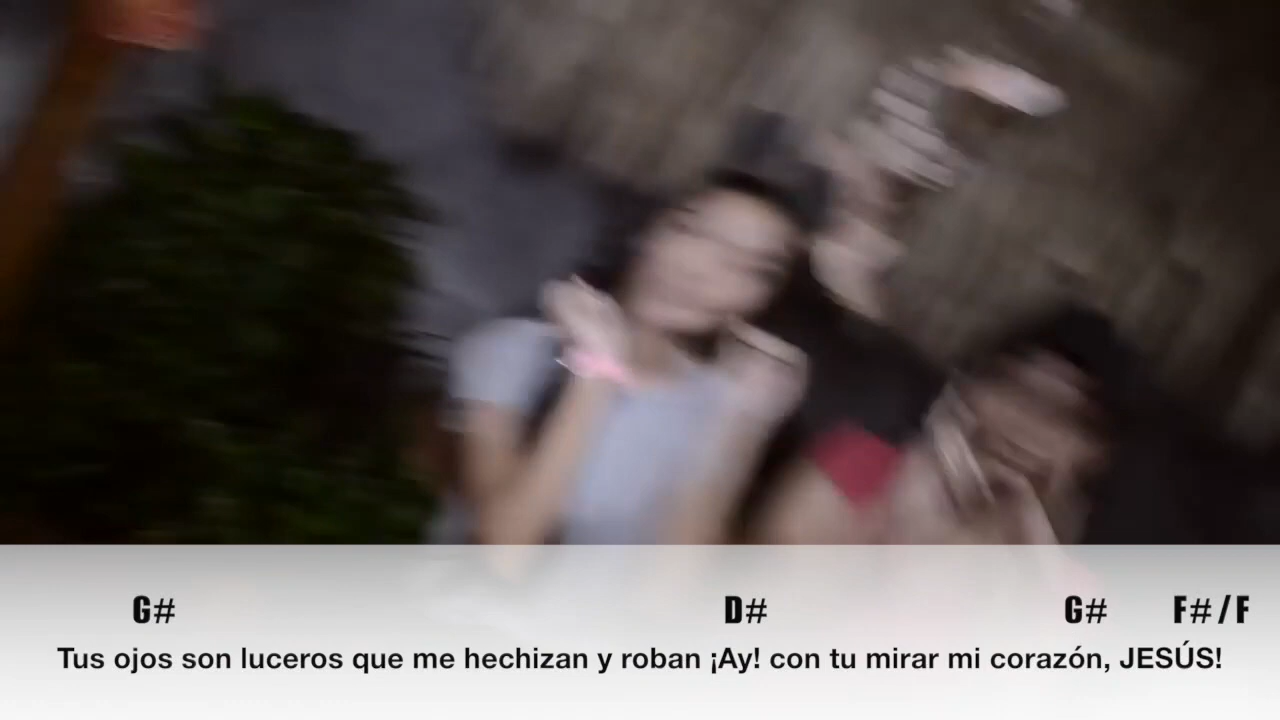 G# D# G# F#/F
Tus ojos son luceros que me hechizan y roban ¡Ay! con tu mirar mi corazón, JESÚS!